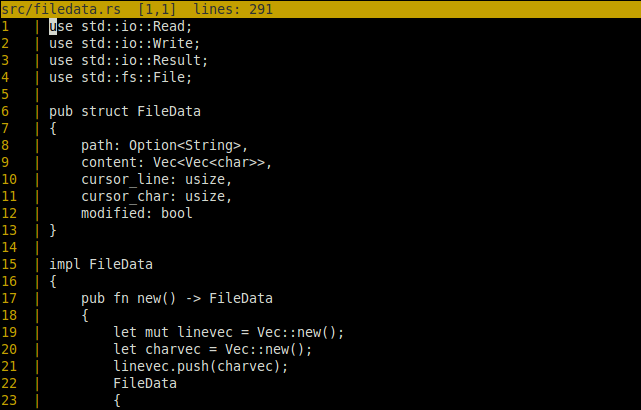 src/filedata.rs  [1,1]  lines: 291
1   | use std::io::Read;
2   | use std::io::Write;
3   | use std::io::Result;
4   | use std::fs::File;
5   |
6   | pub struct FileData
7   | {
8   |     path: Option<String>,
9   |     content: Vec<Vec<char>>,
10  |     cursor_line: usize,
11  |     cursor_char: usize,
12  |     modified: bool
13  | }
14  |
15  | impl FileData
16  | {
17  |     pub fn new() -> FileData
18  |     {
19  |         let mut linevec = Vec::new();
20  |         let charvec = Vec::new();
21  |         linevec.push(charvec);
22  |         FileData
23  |         {